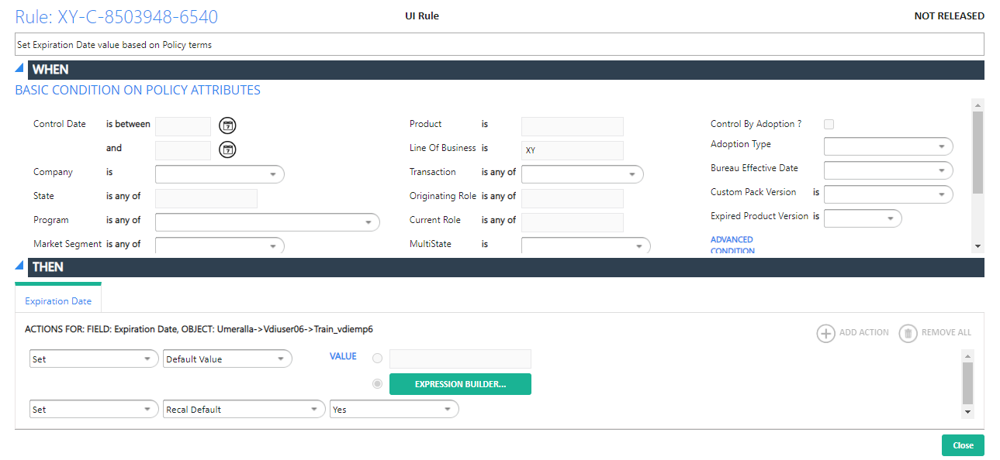 Rule: XY-C-8503948-6540 UI Rule NOT RELEASED
Set Expiration Date value based on Policy terms
WHEN
BASIC CONDITION ON POLICY ATTRIBUTES
Control Date is between 7 Product is Control By Adoption ?
and 7 Line Of Business is XY Adoption Type
Company is Transaction is any of Bureau Effective Date
State is any of Originating Role is any of Custom Pack Version is
Program is any of Current Role is any of Expired Product Version is
Market Segment is any of MultiState is ADVANCED
CONDITION
THEN
Expiration Date
ACTIONS FOR: FIELD: Expiration Date, OBJECT: Umeralla->Vdiuser06->Train_vdiemp6 ADD ACTION REMOVE ALL
Set Default Value VALUE
EXPRESSION BUILDER...
Set Recal Default Yes
Close